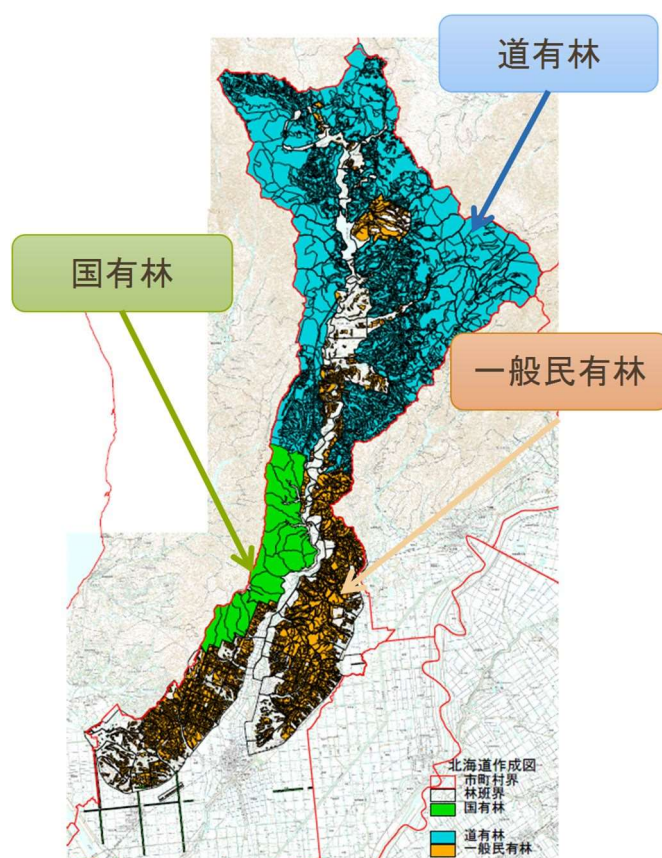 道有林
国有林
一般民有林
北海道作成図
市町村界
林班界
国有林
道有林
一般民有林